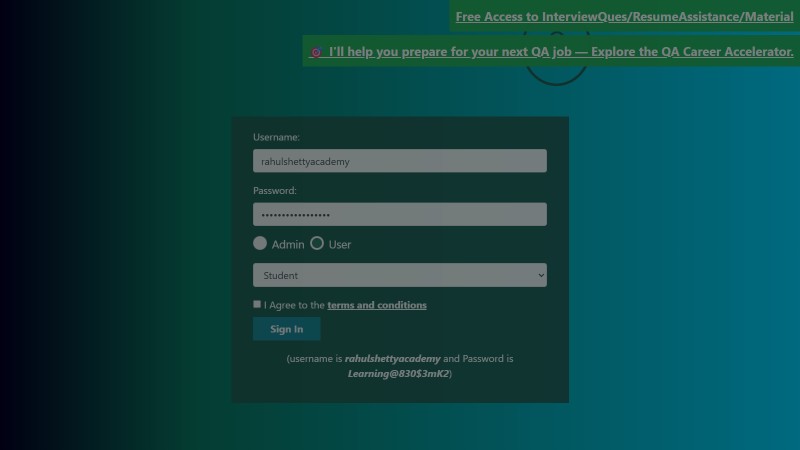 Free Access to InterviewQues/ResumeAssistance/Material
🎯 I'll help you prepare for your next QA job — Explore the QA Career Accelerator.
Username:
rahulshettyacademy
Password:
•••••••••••••••••
Admin User
Student
I Agree to the terms and conditions
Sign In
(username is rahulshettyacademy and Password is
Learning@830$3mK2)